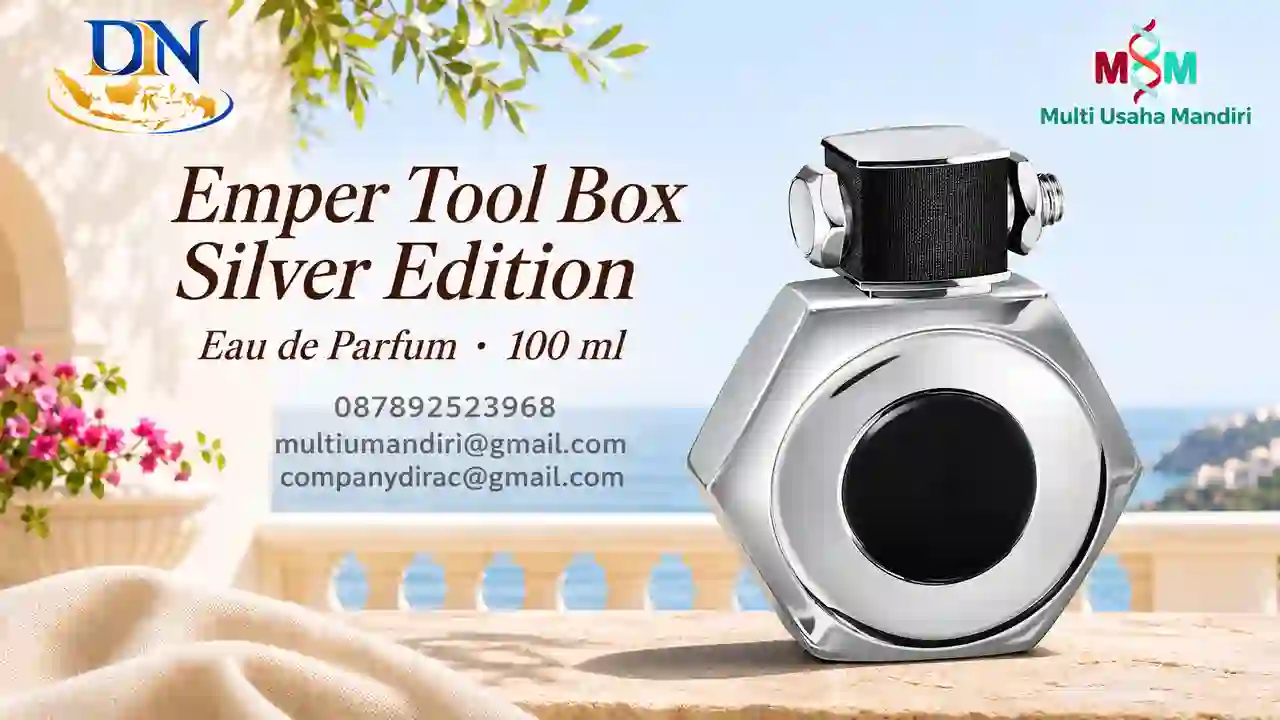 DN
MSM
Multi Usaha Mandiri
Emper Tool Box
Silver Edition
Eau de Parfum • 100 ml
087892523968
multiumandiri@gmail.com
companydirac@gmail.com